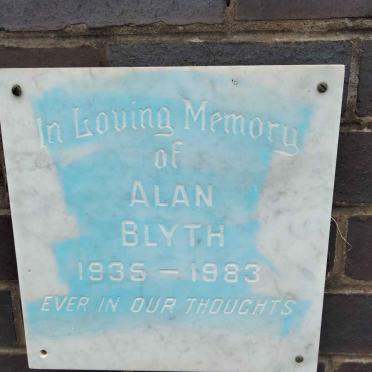 In Loving Memory
of
ALAN
BLYTH
1935 - 1983
EVER IN OUR THOUGHTS